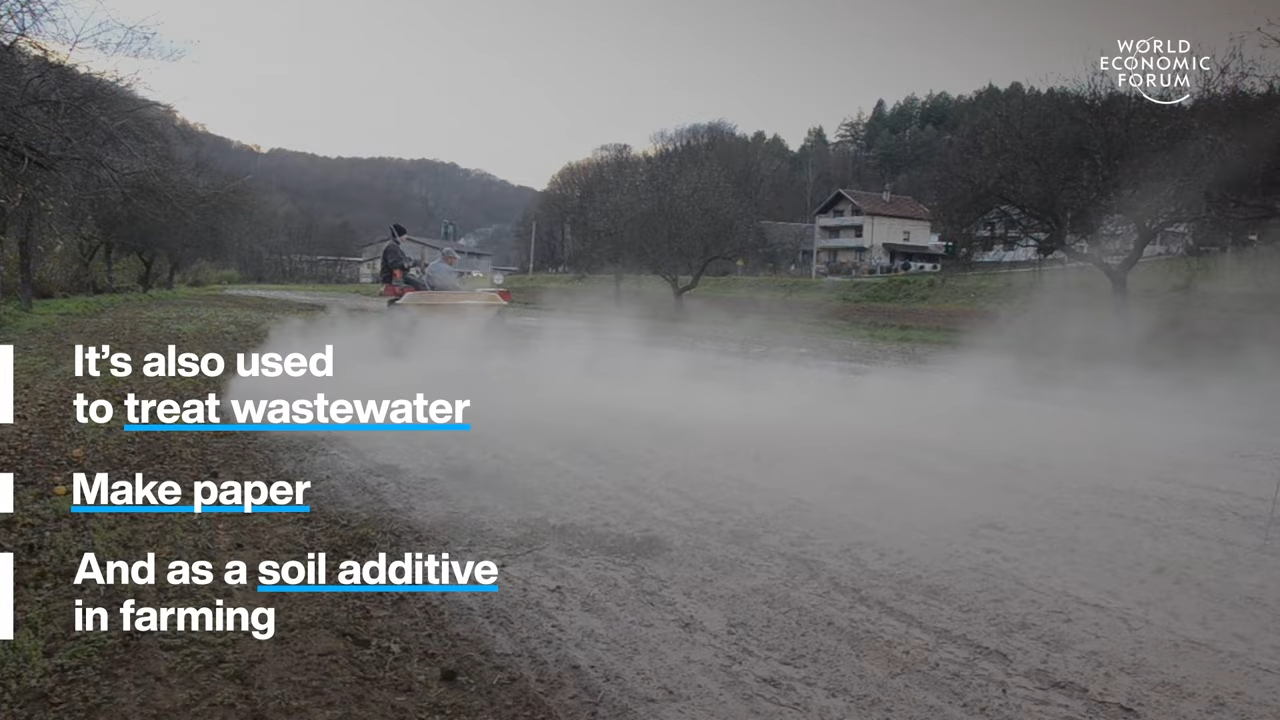 WORLD
ECONOMIC
FORUM
It's also used
to treat wastewater
Make paper
And as a soil additive
in farming